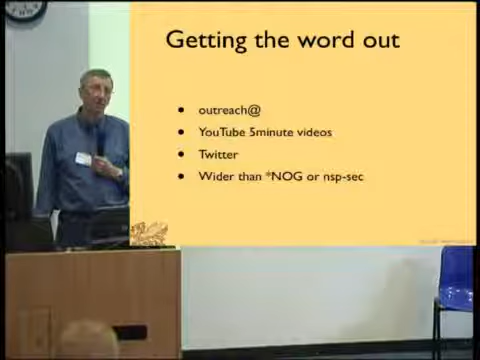 Getting the word out
outreach@
YouTube 5minute videos
Twitter
Wider than *NOG or nsp-sec